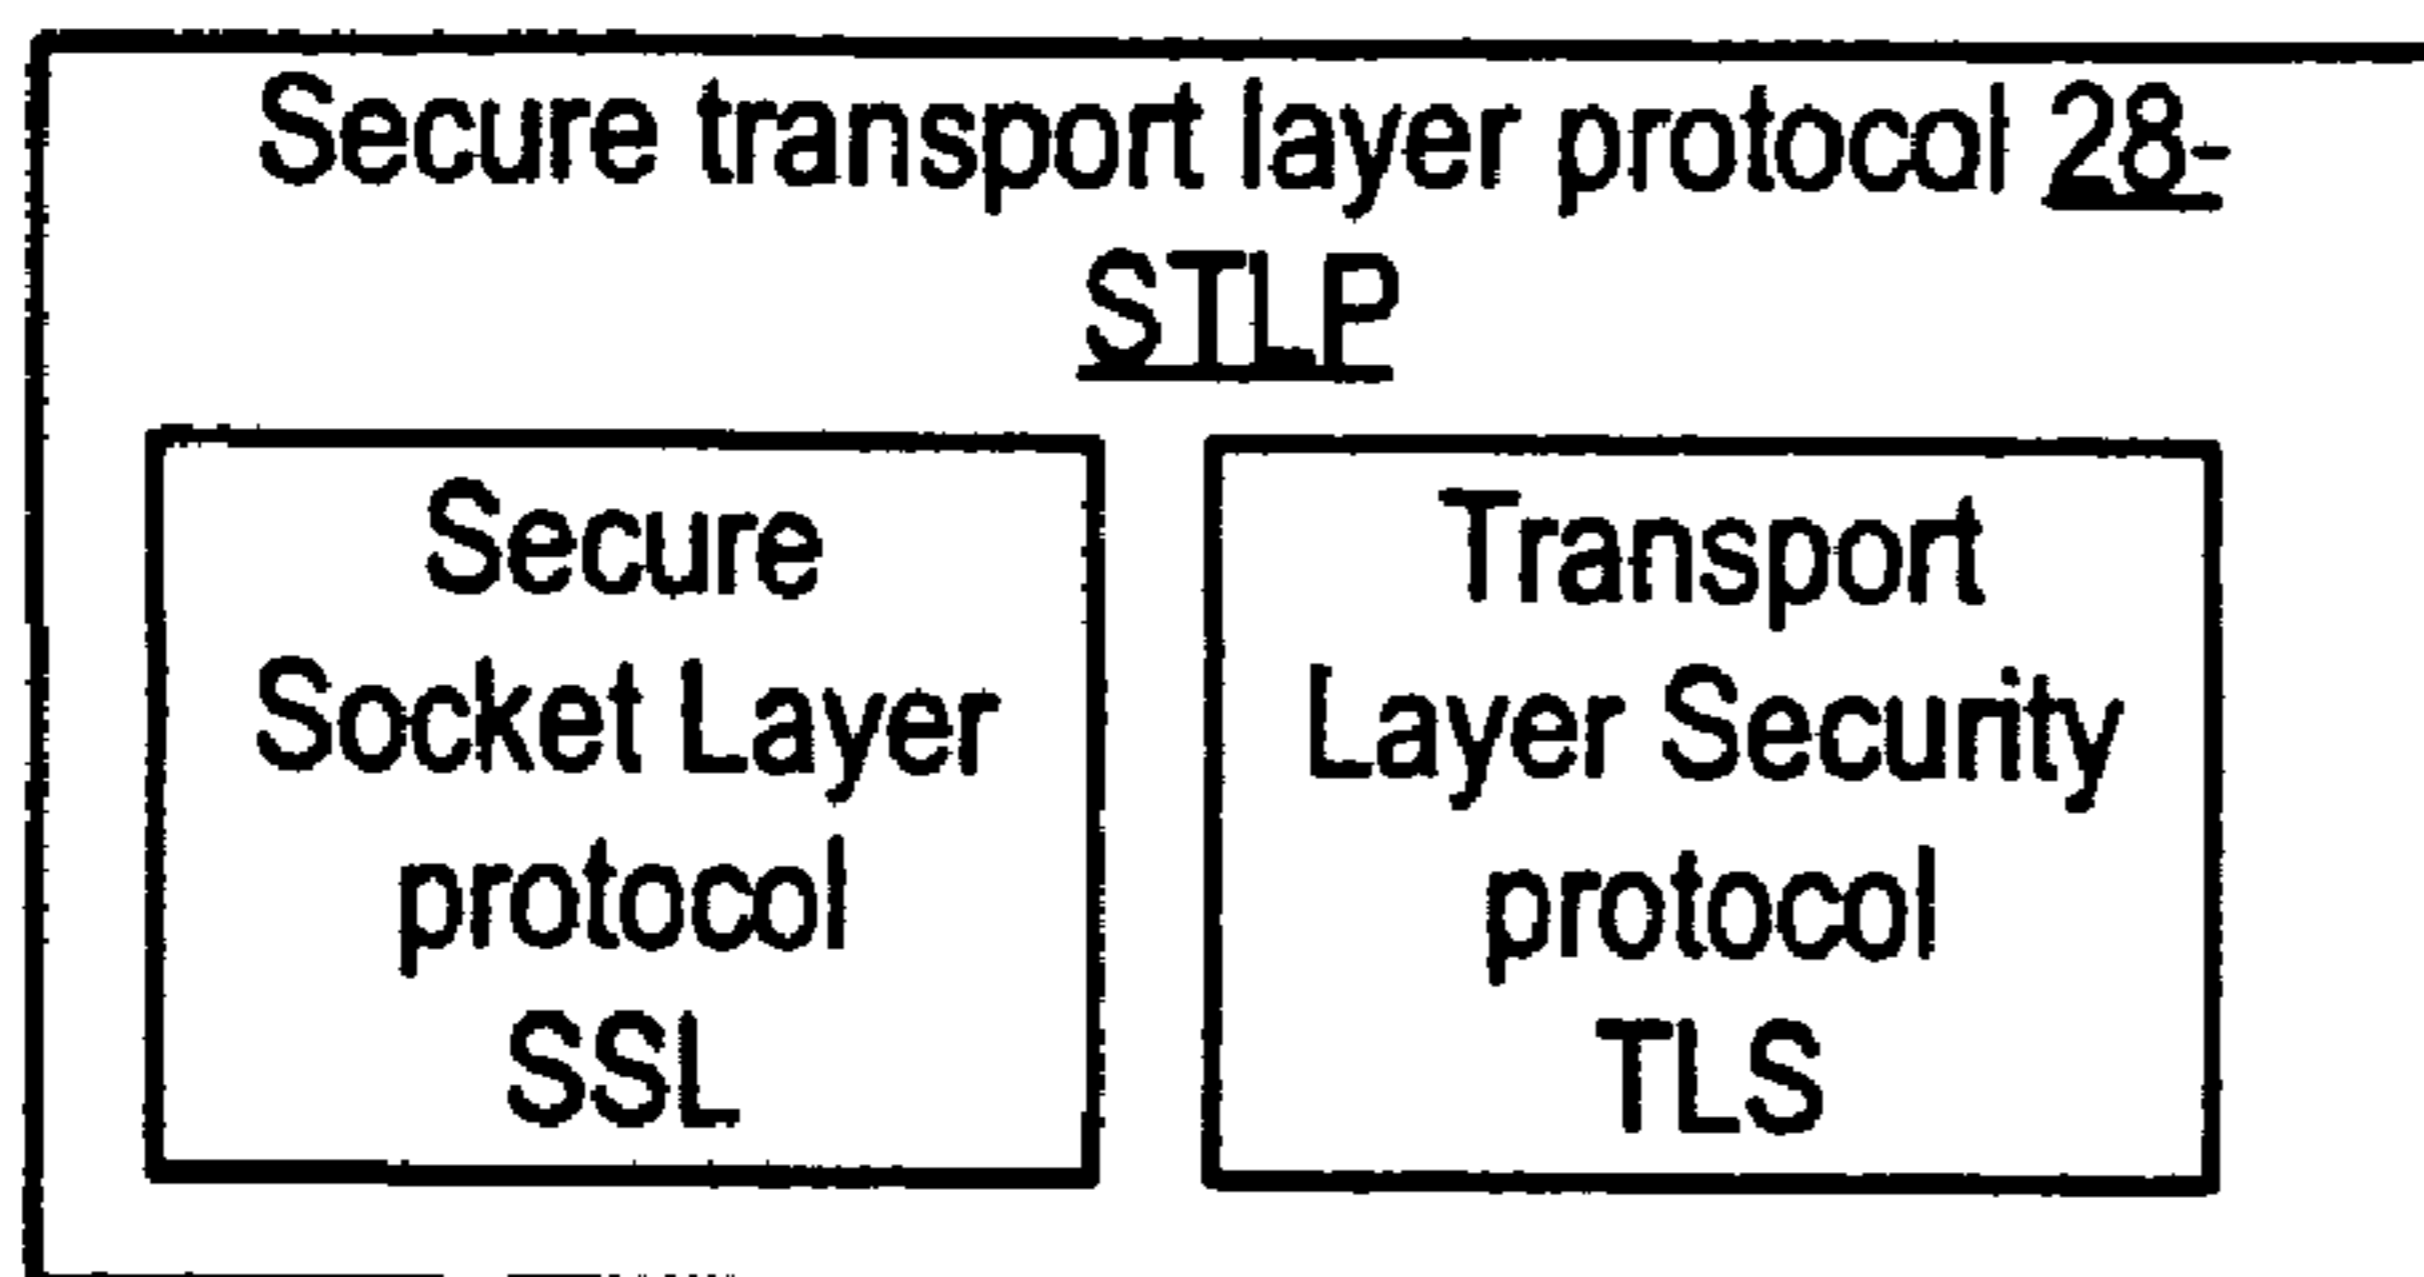 Secure transport layer protocol 28-
STLP
Secure
Socket Layer
protocol
SSL
Transport
Layer Security
protocol
TLS